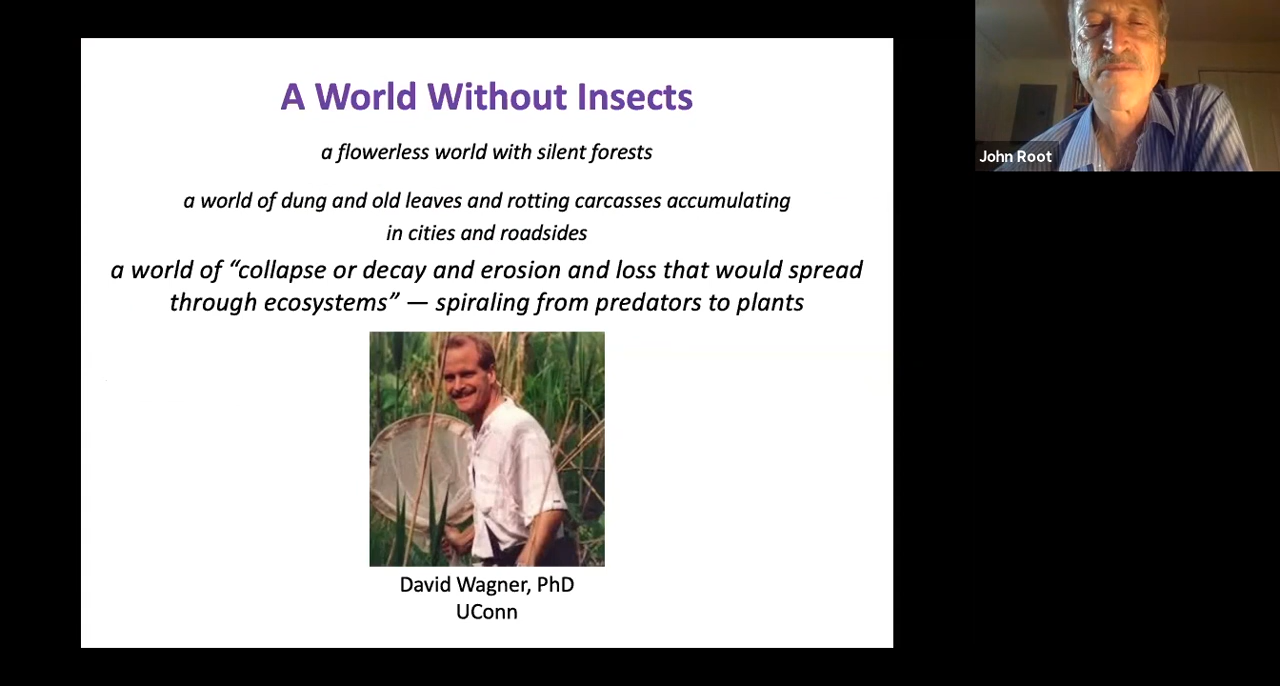 A World Without Insects
a flowerless world with silent forests
a world of dung and old leaves and rotting carcasses accumulating
in cities and roadsides
a world of “collapse or decay and erosion and loss that would spread
through ecosystems” — spiraling from predators to plants
David Wagner, PhD
UConn
John Root